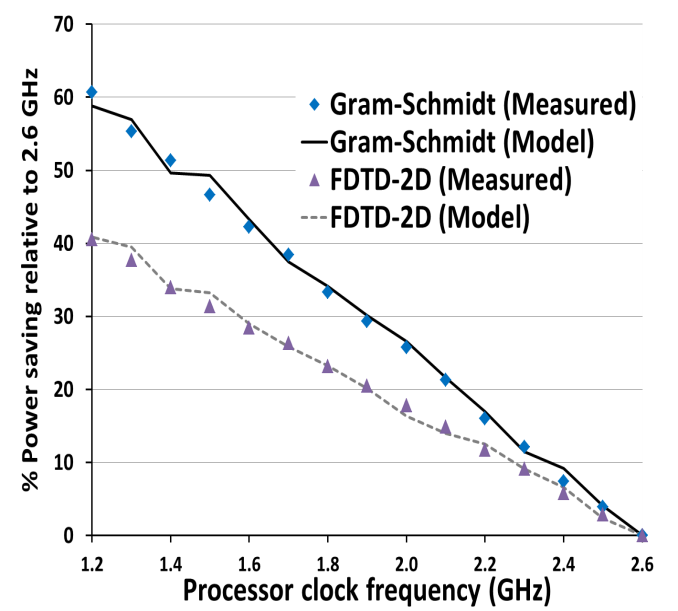 70
60
50
40
30
20
10
0
% Power saving relative to 2.6 GHz
Gram-Schmidt (Measured)
Gram-Schmidt (Model)
FDTD-2D (Measured)
FDTD-2D (Model)
1.2 1.4 1.6 1.8 2.0 2.2 2.4 2.6
Processor clock frequency (GHz)